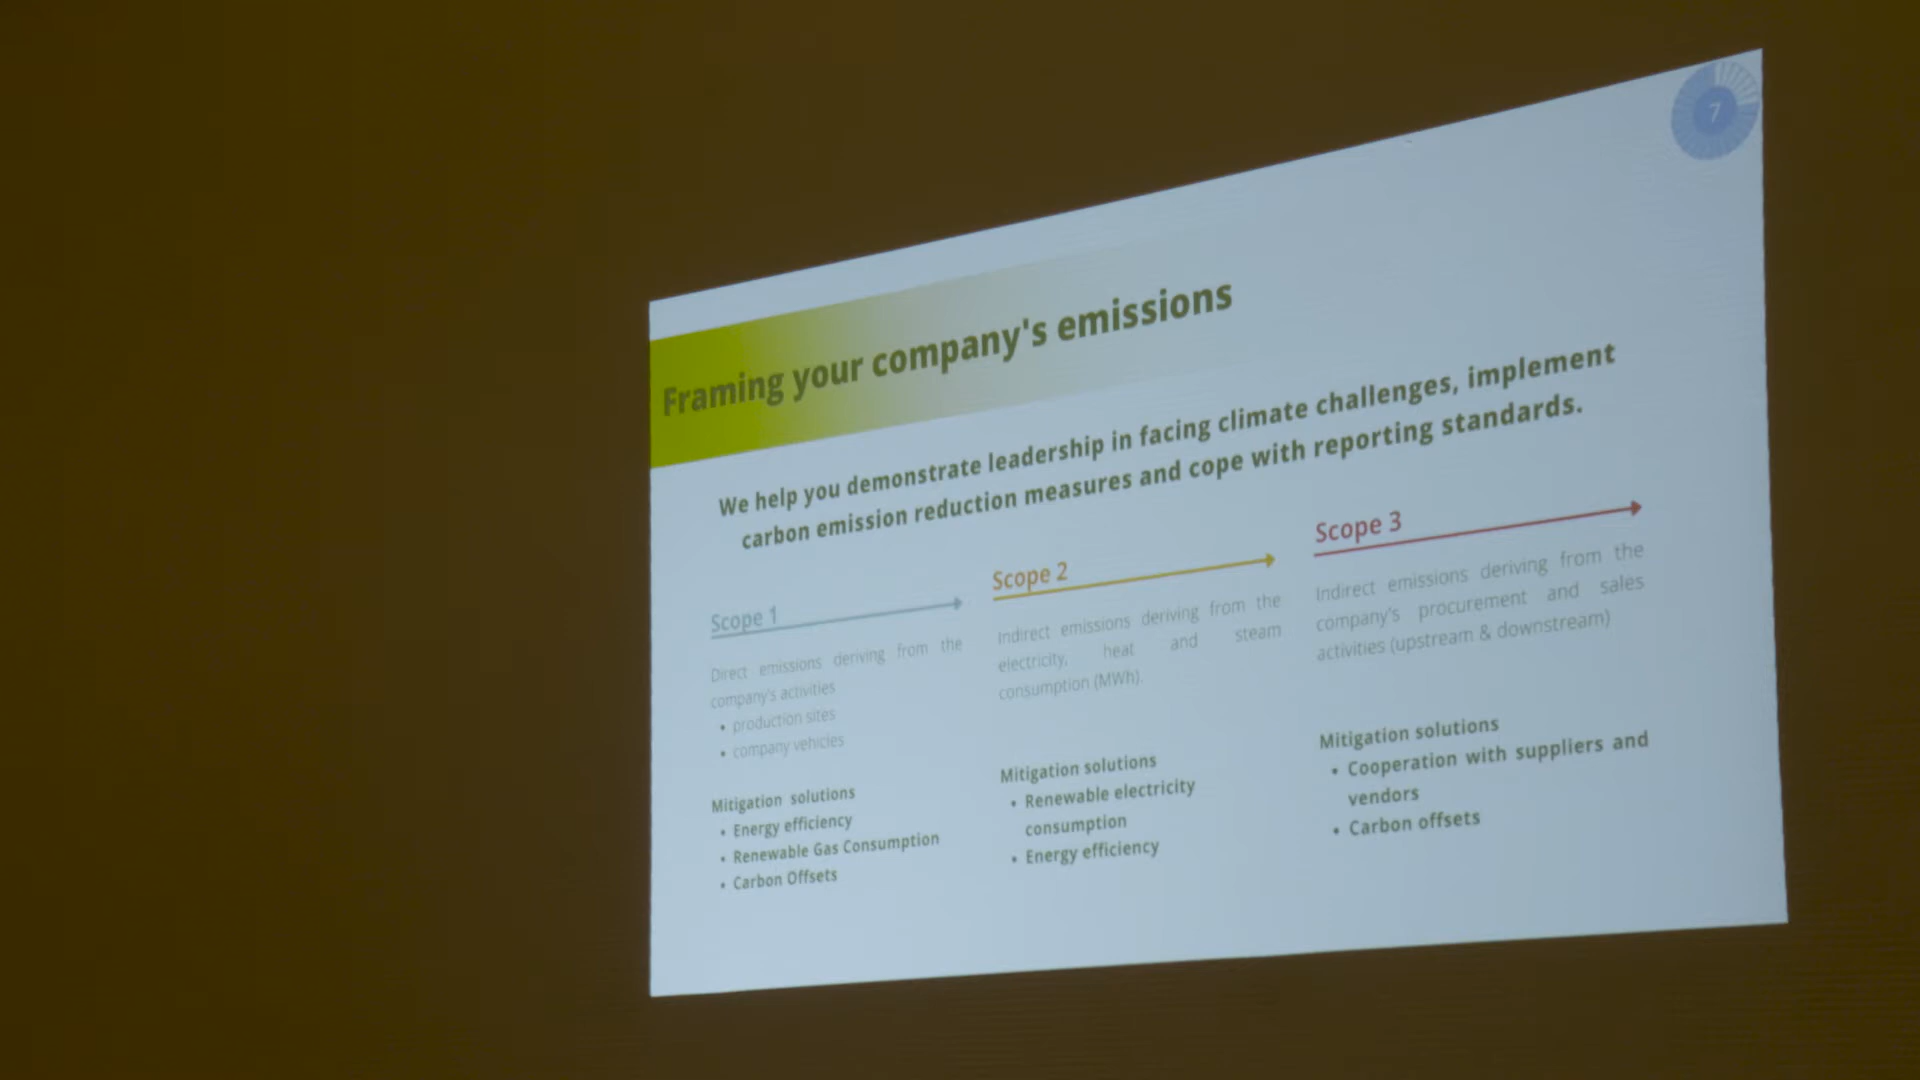 7
Framing your company's emissions
We help you demonstrate leadership in facing climate challenges, implement
carbon emission reduction measures and cope with reporting standards.
Scope 1
Direct emissions deriving from the
company's activities
• production sites
• company vehicles
Mitigation solutions
• Energy efficiency
• Renewable Gas Consumption
• Carbon Offsets
Scope 2
Indirect emissions deriving from the
electricity, heat and steam
consumption (MWh).
Mitigation solutions
• Renewable electricity
consumption
• Energy efficiency
Scope 3
Indirect emissions deriving from the
company's procurement and sales
activities (upstream & downstream)
Mitigation solutions
• Cooperation with suppliers and
vendors
• Carbon offsets